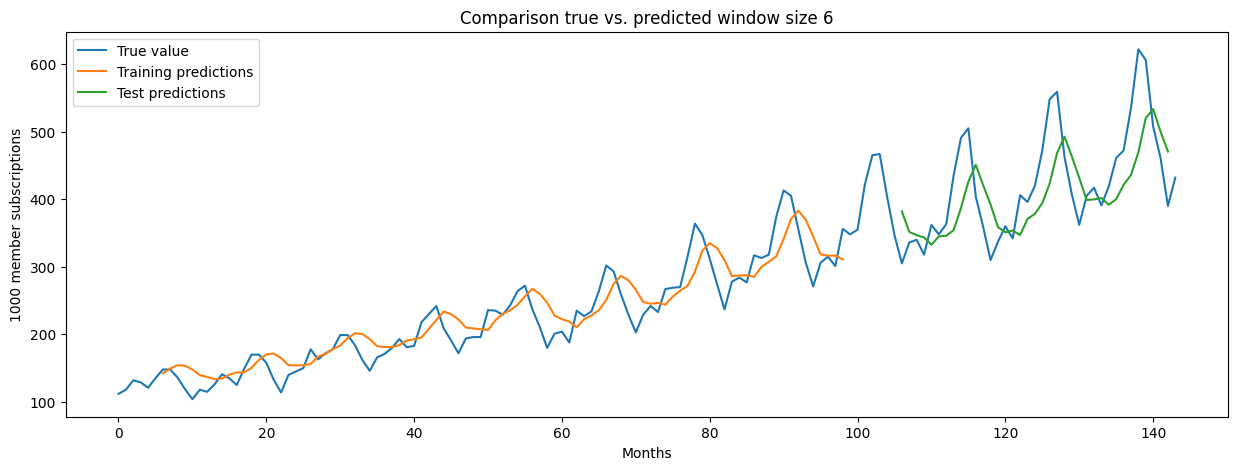 Comparison true vs. predicted window size 6
True value
Training predictions
Test predictions
1000 member subscriptions
600
500
400
300
200
100
0 20 40 60 80 100 120 140
Months